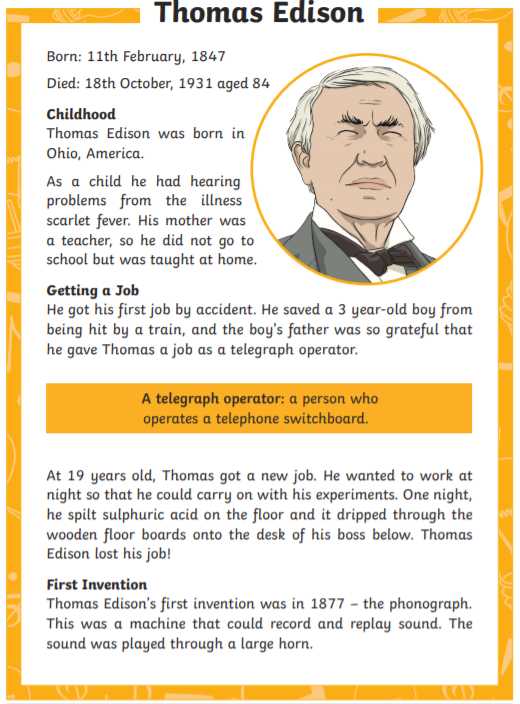 Thomas Edison
Born: 11th February, 1847
Died: 18th October, 1931 aged 84
Childhood
Thomas Edison was born in
Ohio, America.
As a child he had hearing
problems from the illness
scarlet fever. His mother was
a teacher, so he did not go to
school but was taught at home.
Getting a Job
He got his first job by accident. He saved a 3 year-old boy from
being hit by a train, and the boy's father was so grateful that
he gave Thomas a job as a telegraph operator.
A telegraph operator: a person who
operates a telephone switchboard.
At 19 years old, Thomas got a new job. He wanted to work at
night so that he could carry on with his experiments. One night,
he spilt sulphuric acid on the floor and it dripped through the
wooden floor boards onto the desk of his boss below. Thomas
Edison lost his job!
First Invention
Thomas Edison's first invention was in 1877 – the phonograph.
This was a machine that could record and replay sound. The
sound was played through a large horn.